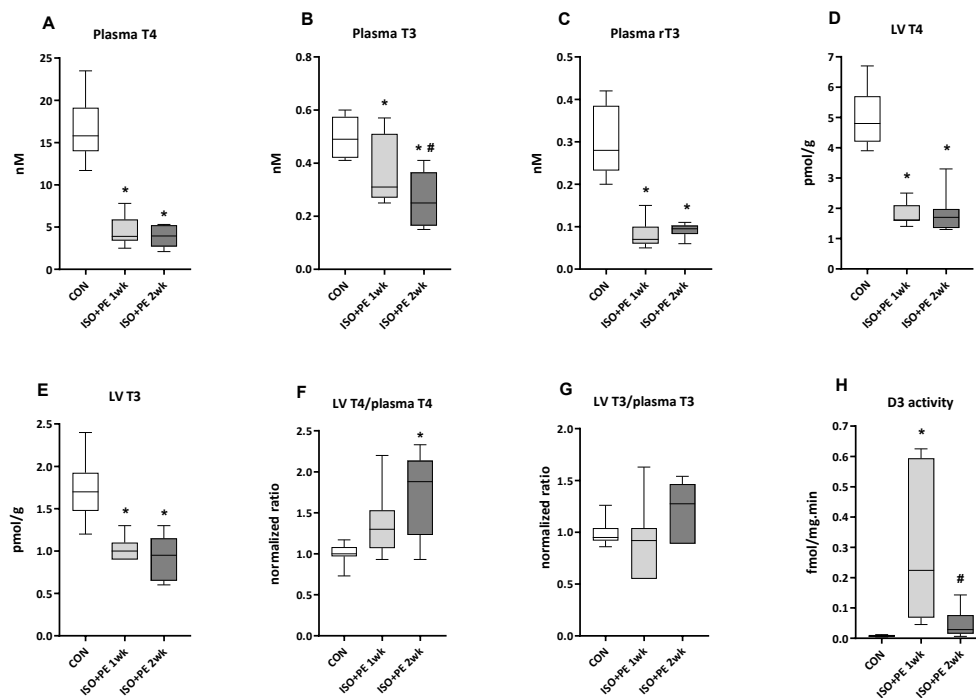 A
Plasma T4
nM
25
20
15
10
5
0
*
*
CON
ISO+PE 1wk
ISO+PE 2wk
B
Plasma T3
nM
0.8
0.6
0.4
0.2
0.0
*
* #
CON
ISO+PE 1wk
ISO+PE 2wk
C
Plasma rT3
nM
0.5
0.4
0.3
0.2
0.1
0.0
*
*
CON
ISO+PE 1wk
ISO+PE 2wk
D
LV T4
pmol/g
7
6
5
4
3
2
1
0
*
*
CON
ISO+PE 1wk
ISO+PE 2wk
E
LV T3
pmol/g
2.5
2.0
1.5
1.0
0.5
0.0
*
*
CON
ISO+PE 1wk
ISO+PE 2wk
F
LV T4/plasma T4
normalized ratio
2.5
2.0
1.5
1.0
0.5
0.0
*
CON
ISO+PE 1wk
ISO+PE 2wk
G
LV T3/plasma T3
normalized ratio
2.0
1.5
1.0
0.5
0.0
CON
ISO+PE 1wk
ISO+PE 2wk
H
D3 activity
fmol/mg.min
0.7
0.6
0.5
0.4
0.3
0.2
0.1
0.0
*
#
CON
ISO+PE 1wk
ISO+PE 2wk